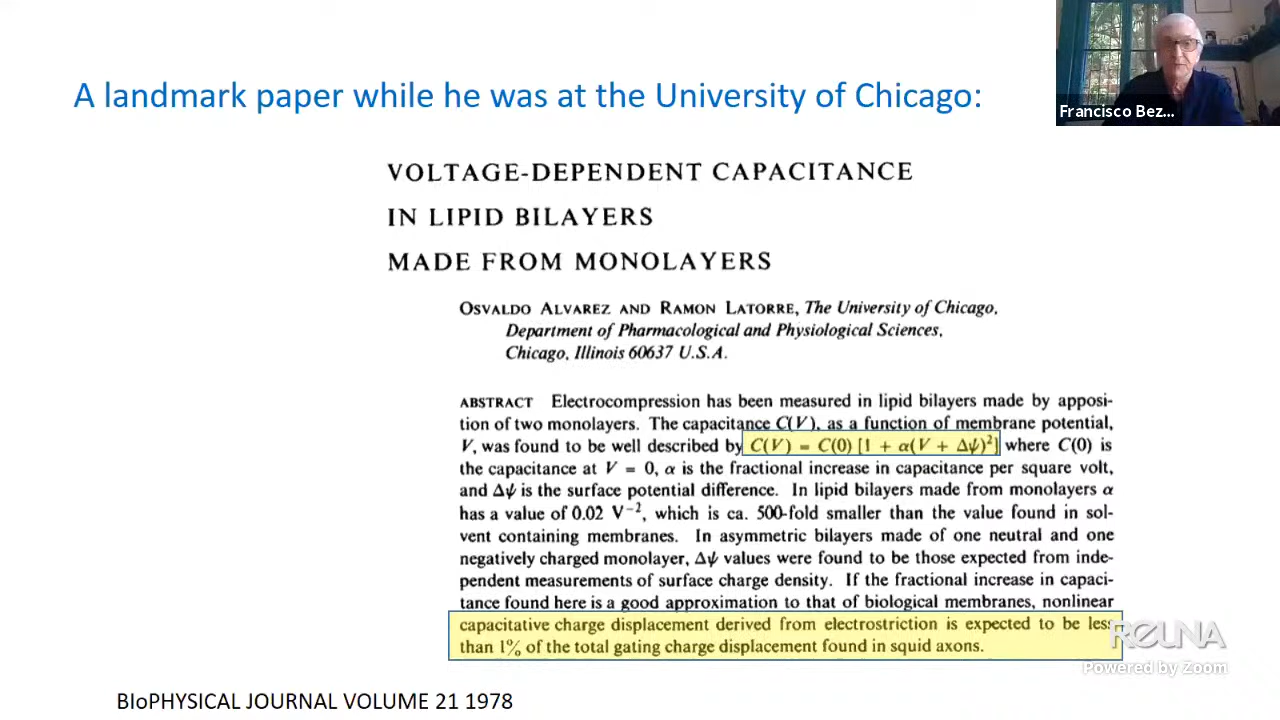 A landmark paper while he was at the University of Chicago:
Francisco Bez...
VOLTAGE-DEPENDENT CAPACITANCE
IN LIPID BILAYERS
MADE FROM MONOLAYERS
OSVALDO ALVAREZ AND RAMON LATORRE, The University of Chicago,
Department of Pharmacological and Physiological Sciences,
Chicago, Illinois 60637 U.S.A.
ABSTRACT Electrocompression has been measured in lipid bilayers made by apposi-
tion of two monolayers. The capacitance C(V), as a function of membrane potential,
V, was found to be well described by C(V) = C(0) [1 + α(V + Δψ)²] where C(0) is
the capacitance at V = 0, α is the fractional increase in capacitance per square volt,
and Δψ is the surface potential difference. In lipid bilayers made from monolayers α
has a value of 0.02 V⁻², which is ca. 500-fold smaller than the value found in sol-
vent containing membranes. In asymmetric bilayers made of one neutral and one
negatively charged monolayer, Δψ values were found to be those expected from inde-
pendent measurements of surface charge density. If the fractional increase in capaci-
tance found here is a good approximation to that of biological membranes, nonlinear
capacitative charge displacement derived from electrostriction is expected to be less
than 1% of the total gating charge displacement found in squid axons.
REUNA
Powered by Zoom
BIoPHYSICAL JOURNAL VOLUME 21 1978